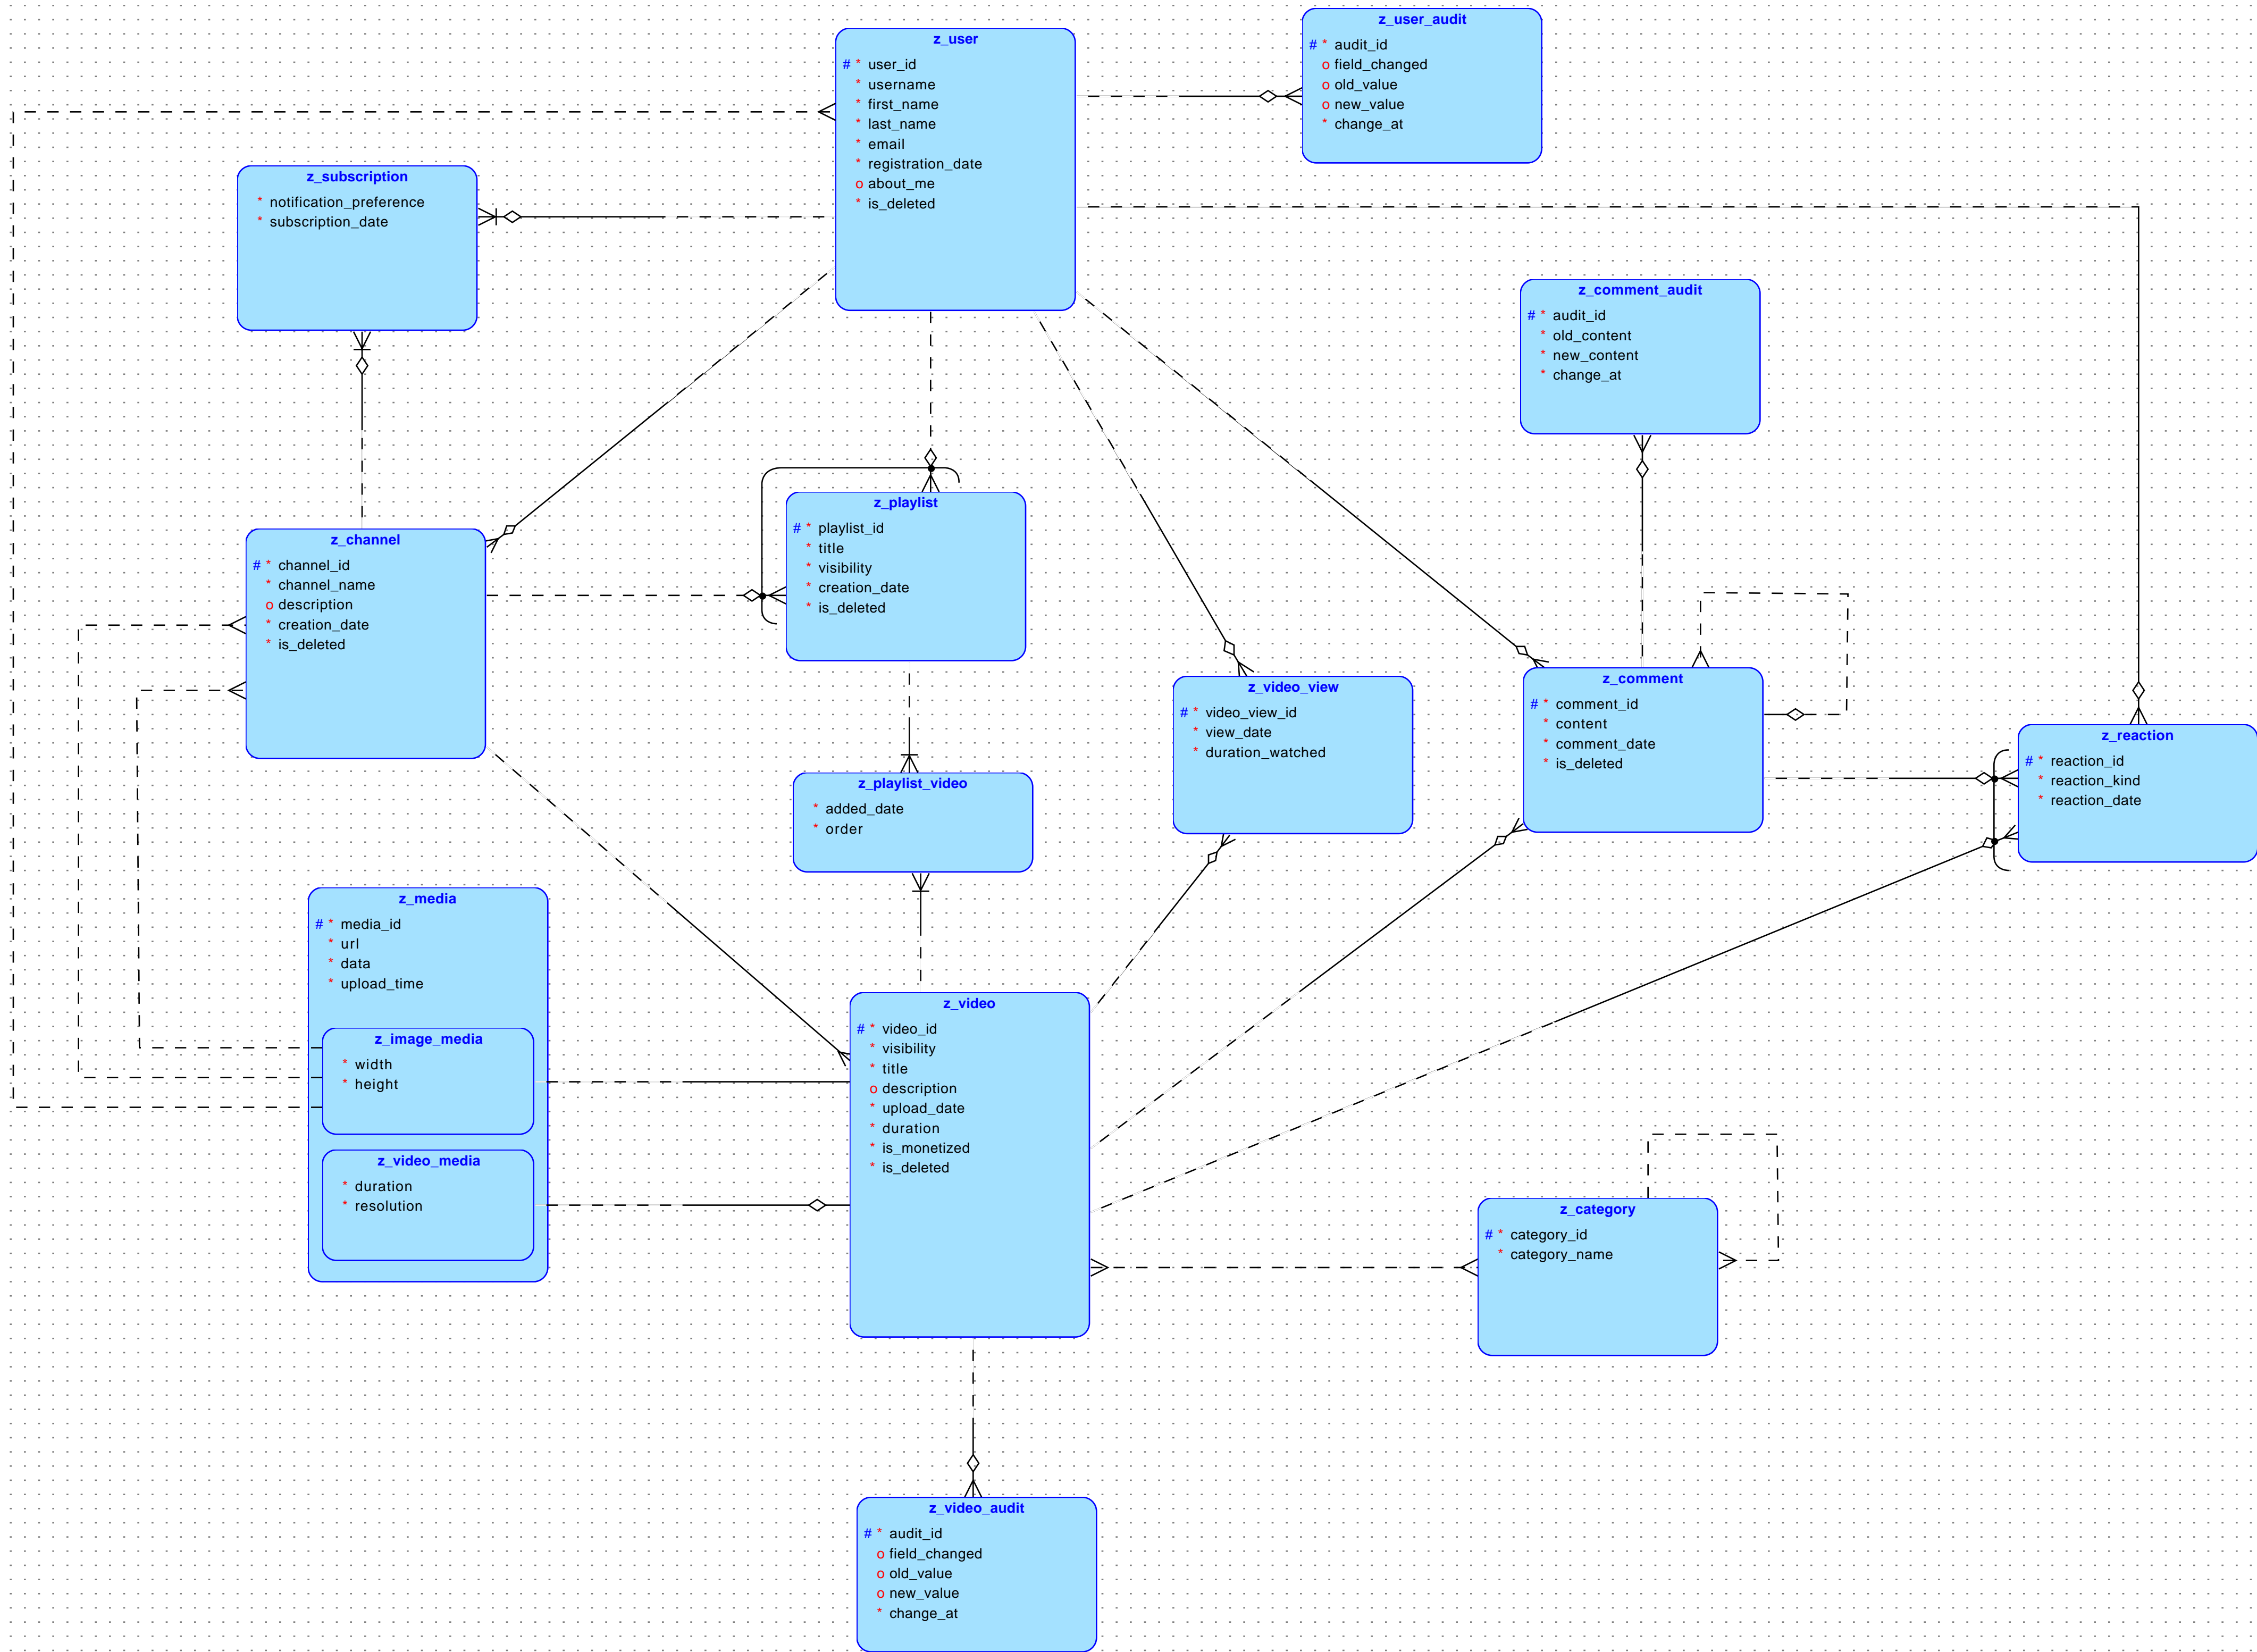 z_user_audit
# * audit_id
o field_changed
o old_value
o new_value
* change_at
z_user
# * user_id
* username
* first_name
* last_name
* email
* registration_date
o about_me
* is_deleted
z_subscription
* notification_preference
* subscription_date
z_comment_audit
# * audit_id
* old_content
* new_content
* change_at
z_playlist
# * playlist_id
* title
* visibility
* creation_date
* is_deleted
z_channel
# * channel_id
* channel_name
o description
* creation_date
* is_deleted
z_video_view
# * video_view_id
* view_date
* duration_watched
z_comment
# * comment_id
* content
* comment_date
* is_deleted
z_reaction
# * reaction_id
* reaction_kind
* reaction_date
z_playlist_video
* added_date
* order
z_media
# * media_id
* url
* data
* upload_time
z_image_media
* width
* height
z_video_media
* duration
* resolution
z_video
# * video_id
* visibility
* title
o description
* upload_date
* duration
* is_monetized
* is_deleted
z_category
# * category_id
* category_name
z_video_audit
# * audit_id
o field_changed
o old_value
o new_value
* change_at